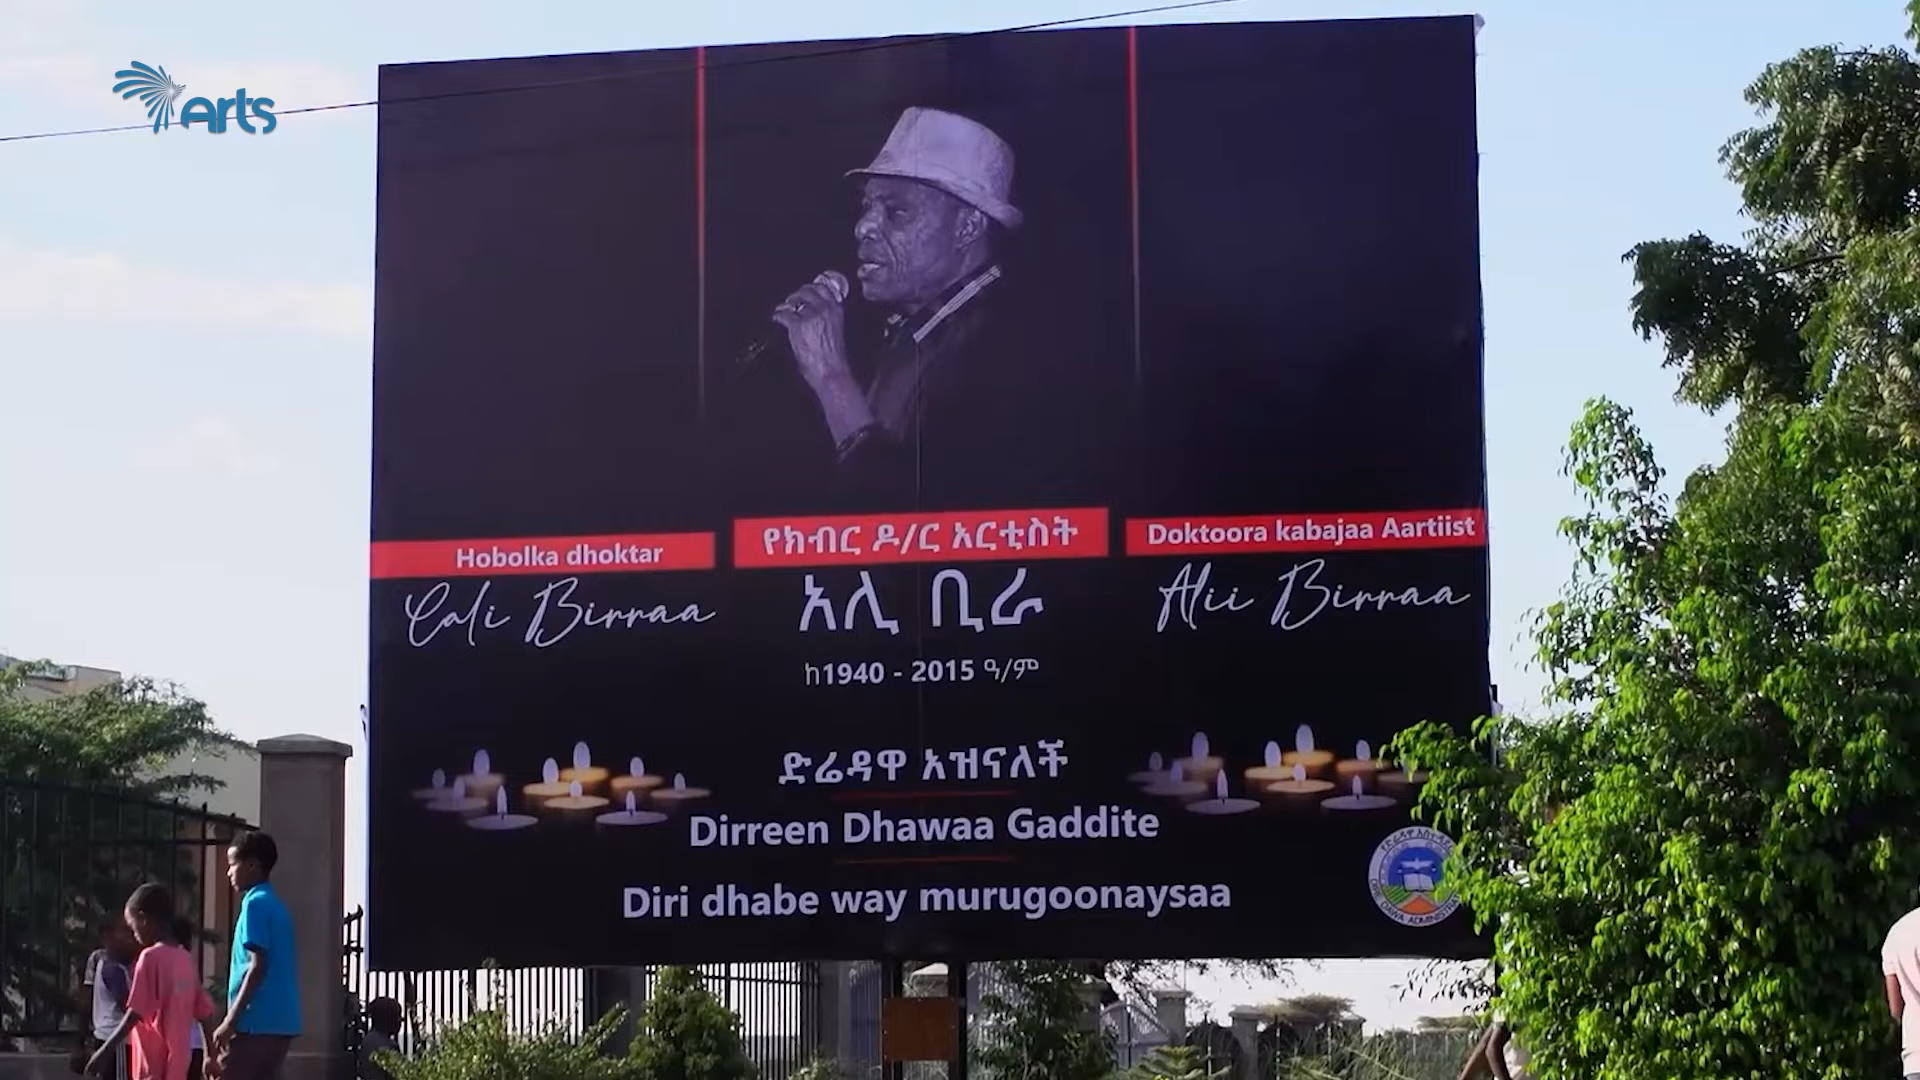 Arts
Hobolka dhoktar
Cali Birraa
የክብር ዶ/ር አርቲስት
አሊ ቢራ
ከ1940 - 2015 ዓ/ም
Doktoora kabajaa Aartiist
Alii Birraa
ድሬዳዋ አዝናለች
Dirreen Dhawaa Gaddite
Diri dhabe way murugoonaysaa
DAWA